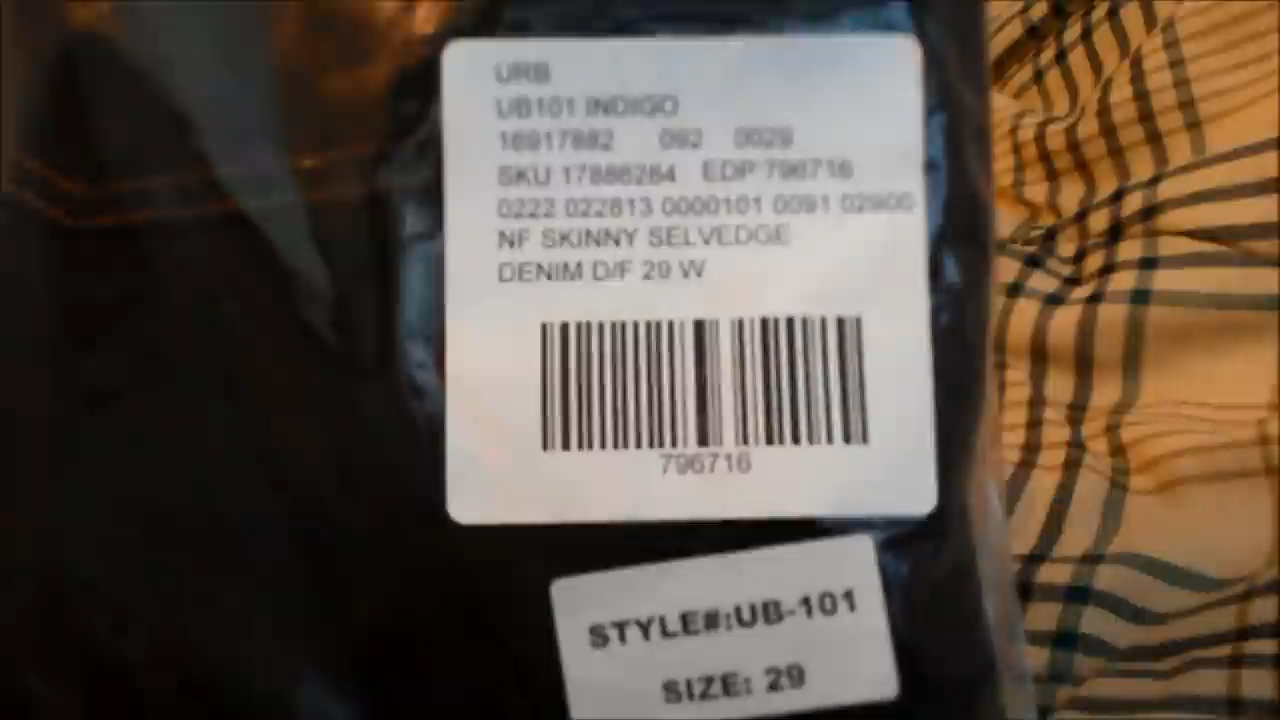 URB
UB101 INDIGO
16917882 092 0029
SKU 17888284 EDP 796716
0222 022813 0000101 0091 02900
NF SKINNY SELVEDGE
DENIM D/F 29 W
796716
STYLE#:UB-101
SIZE: 29